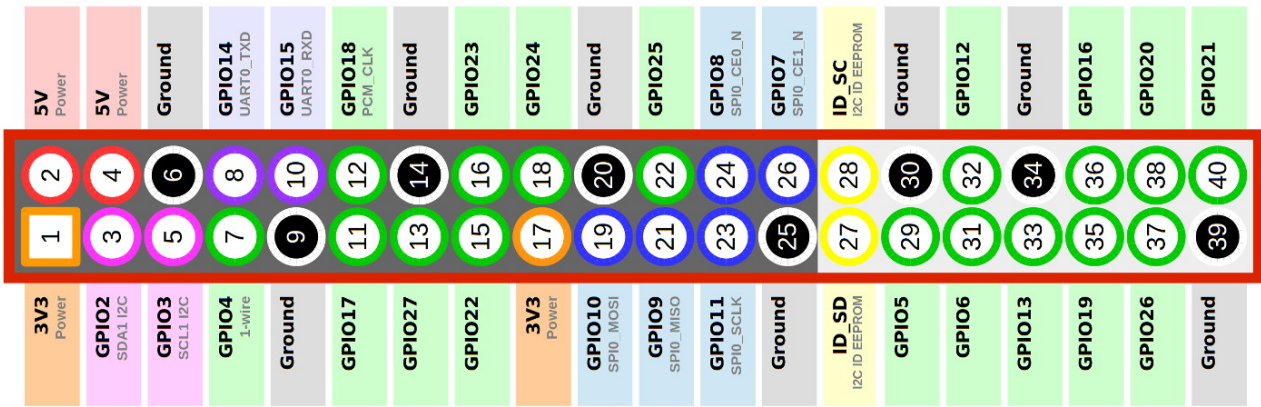 5V
Power
5V
Power
Ground
GPIO14
UART0_TXD
GPIO15
UART0_RXD
GPIO18
PCM_CLK
Ground
GPIO23
GPIO24
Ground
GPIO25
GPIO8
SPI0_CE0_N
GPIO7
SPI0_CE1_N
ID_SC
I2C ID EEPROM
Ground
GPIO12
Ground
GPIO16
GPIO20
GPIO21
2 4 6 8 10 12 14 16 18 20 22 24 26 28 30 32 34 36 38 40
1 3 5 7 9 11 13 15 17 19 21 23 25 27 29 31 33 35 37 39
3V3
Power
GPIO2
SDA1 I2C
GPIO3
SCL1 I2C
GPIO4
1-wire
Ground
GPIO17
GPIO27
GPIO22
3V3
Power
GPIO10
SPI0_MOSI
GPIO9
SPI0_MISO
GPIO11
SPI0_SCLK
Ground
ID_SD
I2C ID EEPROM
GPIO5
GPIO6
GPIO13
GPIO19
GPIO26
Ground